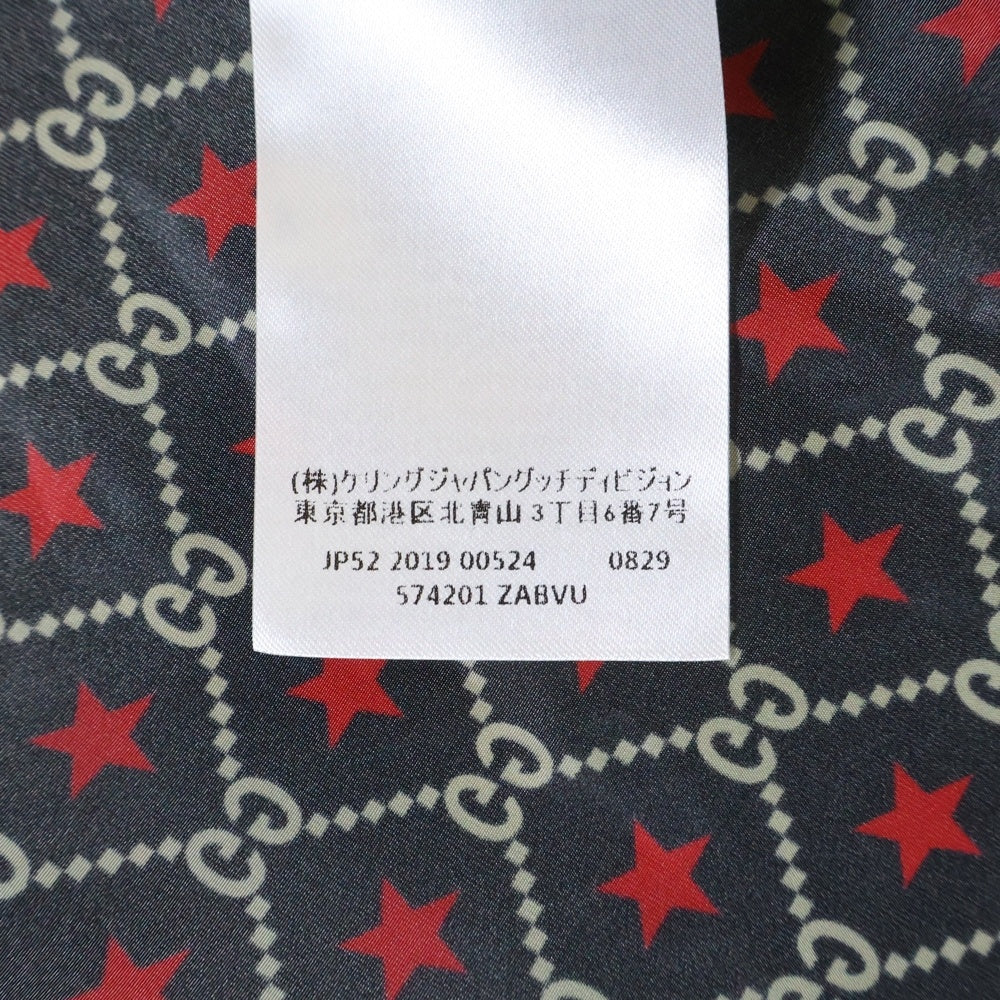 (株)ケリングジャパングッチディビジョン
東京都港区北青山3丁目6番7号
JP52 2019 00524 0829
574201 ZABVU